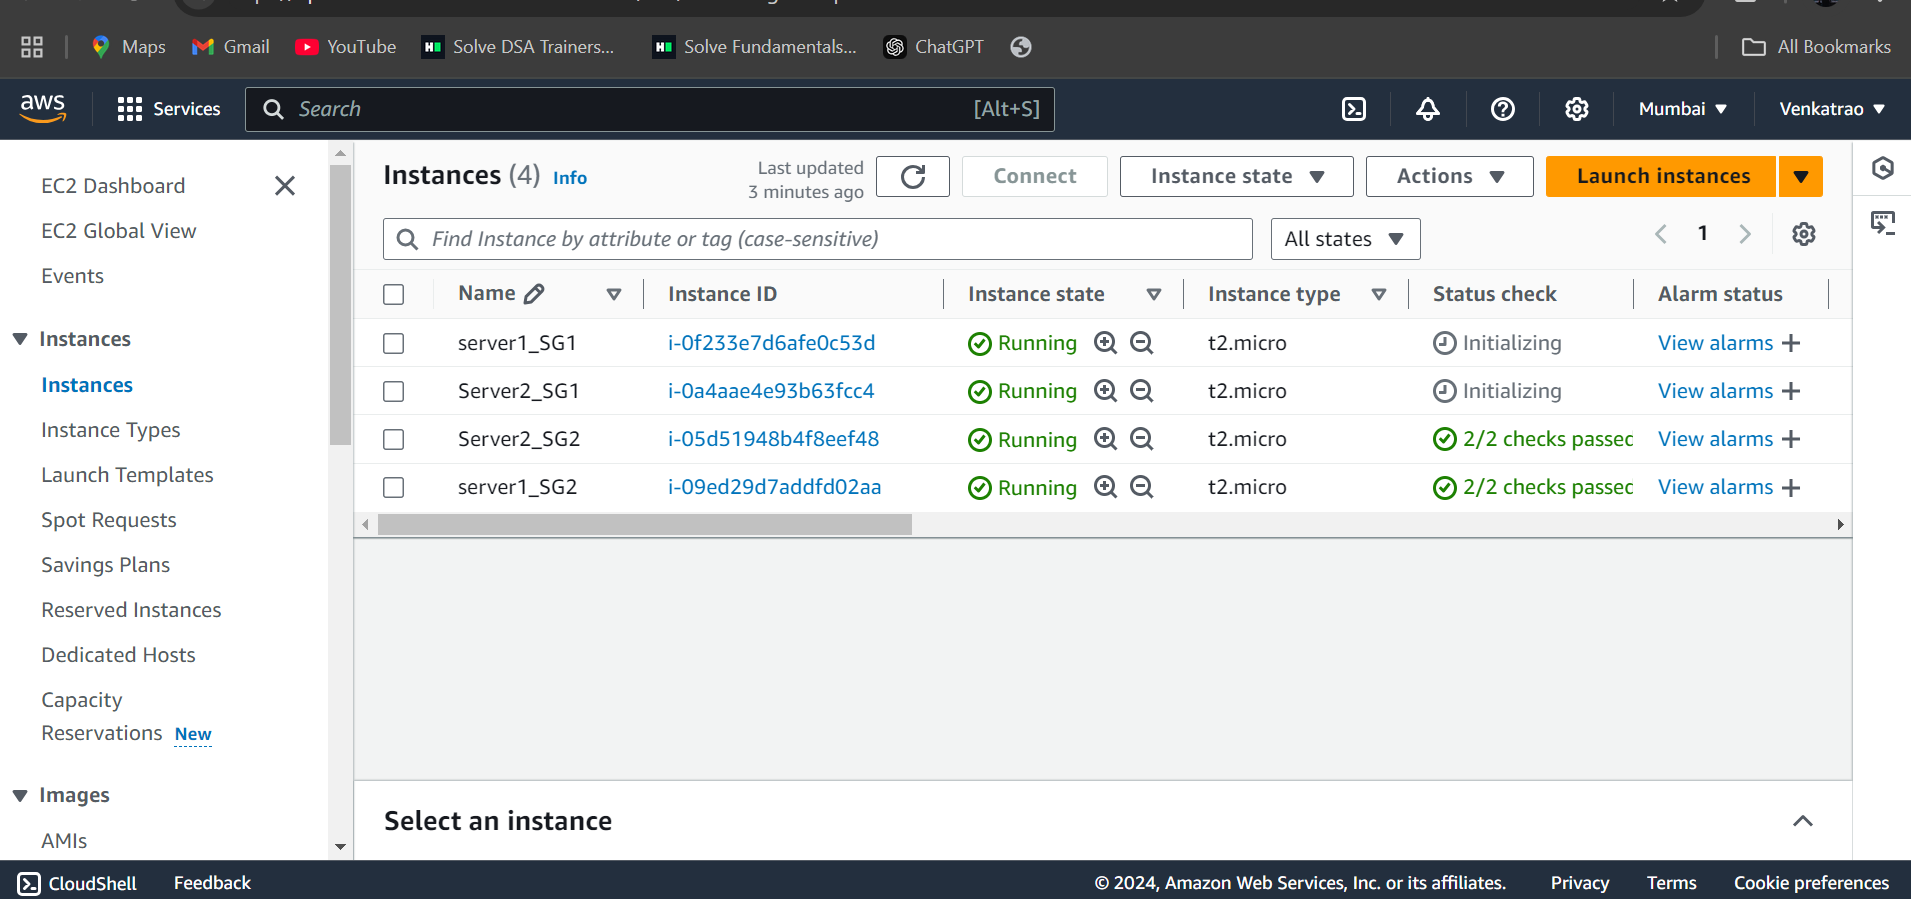 Maps Gmail YouTube Solve DSA Trainers... Solve Fundamentals... ChatGPT All Bookmarks
aws Services Search [Alt+S] Mumbai Venkatrao
EC2 Dashboard
EC2 Global View
Events
Instances
Instances
Instance Types
Launch Templates
Spot Requests
Savings Plans
Reserved Instances
Dedicated Hosts
Capacity
Reservations New
Images
AMIs
Instances (4) Info
Last updated
3 minutes ago
Connect Instance state Actions Launch instances
Find Instance by attribute or tag (case-sensitive) All states 1
Name Instance ID Instance state Instance type Status check Alarm status
server1_SG1 i-0f233e7d6afe0c53d Running t2.micro Initializing View alarms
Server2_SG1 i-0a4aae4e93b63fcc4 Running t2.micro Initializing View alarms
Server2_SG2 i-05d51948b4f8eef48 Running t2.micro 2/2 checks passed View alarms
server1_SG2 i-09ed29d7addfd02aa Running t2.micro 2/2 checks passed View alarms
Select an instance
CloudShell Feedback © 2024, Amazon Web Services, Inc. or its affiliates. Privacy Terms Cookie preferences